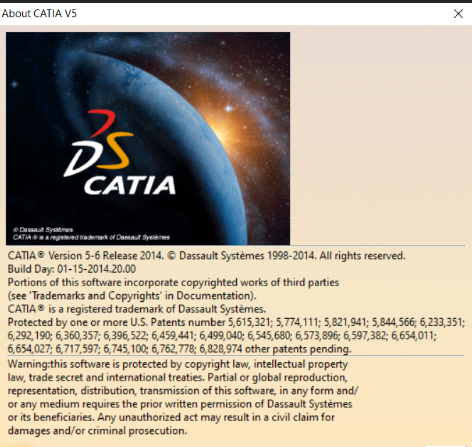 About CATIA V5
CATIA
© Dassault Systèmes
CATIA ® is a registered trademark of Dassault Systèmes
CATIA® Version 5-6 Release 2014. © Dassault Systèmes 1998-2014. All rights reserved.
Build Day: 01-15-2014.20.00
Portions of this software incorporate copyrighted works of third parties
(see 'Trademarks and Copyrights' in Documentation).
CATIA® is a registered trademark of Dassault Systèmes.
Protected by one or more U.S. Patents number 5,615,321; 5,774,111; 5,821,941; 5,844,566; 6,233,351;
6,292,190; 6,360,357; 6,396,522; 6,459,441; 6,499,040; 6,545,680; 6,573,896; 6,597,382; 6,654,011;
6,654,027; 6,717,597; 6,745,100; 6,762,778; 6,828,974 other patents pending.
Warning:this software is protected by copyright law, intellectual property
law, trade secret and international treaties. Partial or global reproduction,
representation, distribution, transmission of this software, in any form and/
or any medium requires the prior written permission of Dassault Systèmes
or its beneficiaries. Any unauthorized act may result in a civil claim for
damages and/or criminal prosecution.